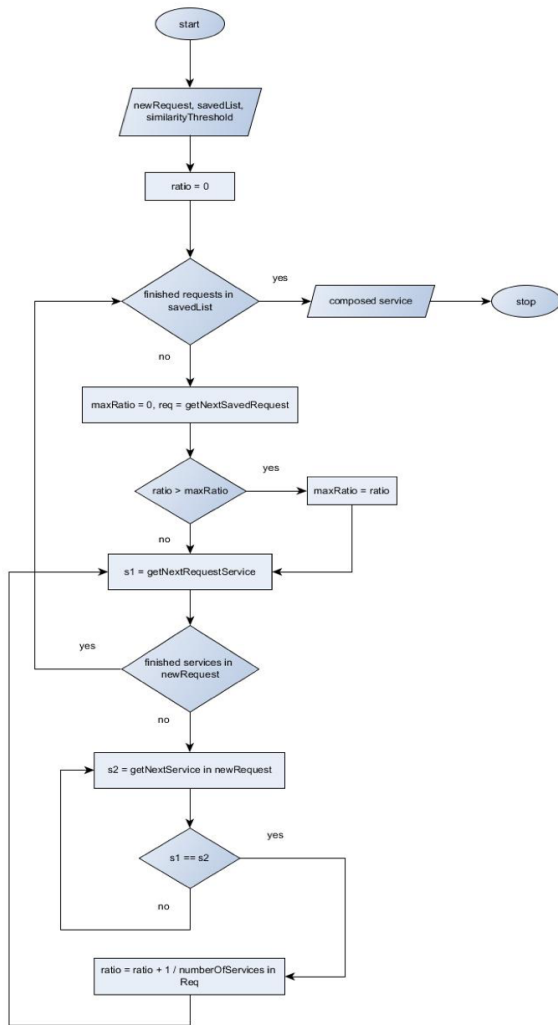 start
newRequest, savedList,
similarityThreshold
ratio = 0
finished requests in
savedList
yes
composed service
stop
no
maxRatio = 0, req = getNextSavedRequest
ratio > maxRatio
yes
maxRatio = ratio
no
s1 = getNextRequestService
yes
finished services in
newRequest
no
s2 = getNextService in newRequest
s1 == s2
yes
no
ratio = ratio + 1 / numberOfServices in
Req